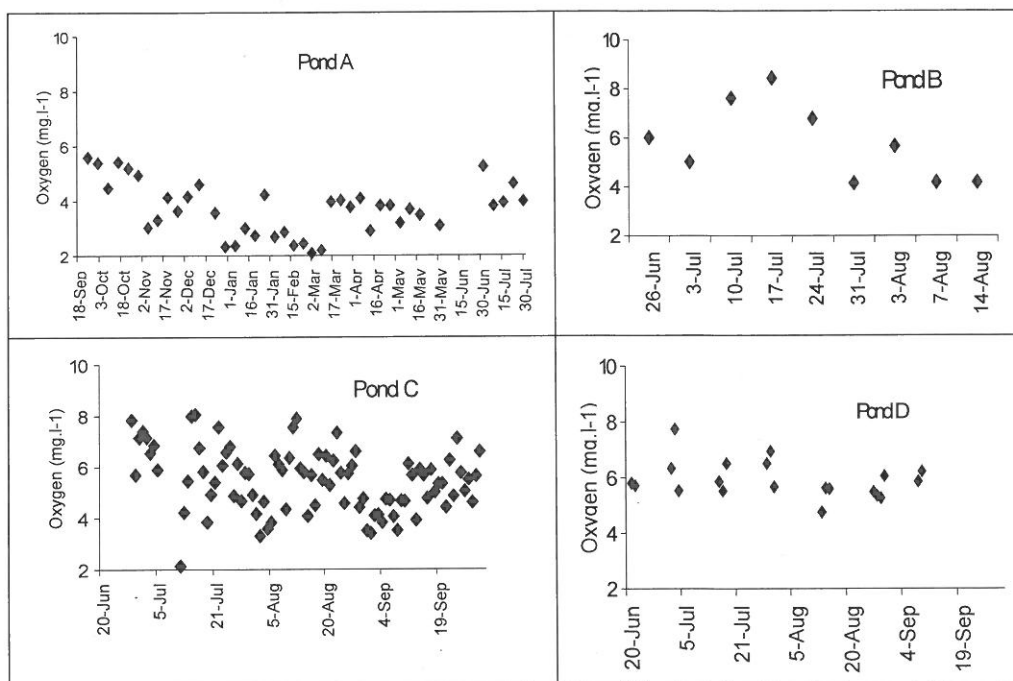 Pond A
Oxygen (mg.l-1)
10
8
6
4
2
18-Sep
3-Oct
18-Oct
2-Nov
17-Nov
2-Dec
17-Dec
1-Jan
16-Jan
31-Jan
15-Feb
2-Mar
17-Mar
1-Apr
16-Apr
1-May
16-May
31-May
15-Jun
30-Jun
15-Jul
30-Jul
Pond B
Oxvaen (ma.l-1)
10
8
6
4
2
26-Jun
3-Jul
10-Jul
17-Jul
24-Jul
31-Jul
3-Aug
7-Aug
14-Aug
Pond C
Oxygen (mg.l-1)
10
8
6
4
2
20-Jun
5-Jul
21-Jul
5-Aug
20-Aug
4-Sep
19-Sep
Pond D
Oxvaen (ma.l-1)
10
8
6
4
2
20-Jun
5-Jul
21-Jul
5-Aug
20-Aug
4-Sep
19-Sep